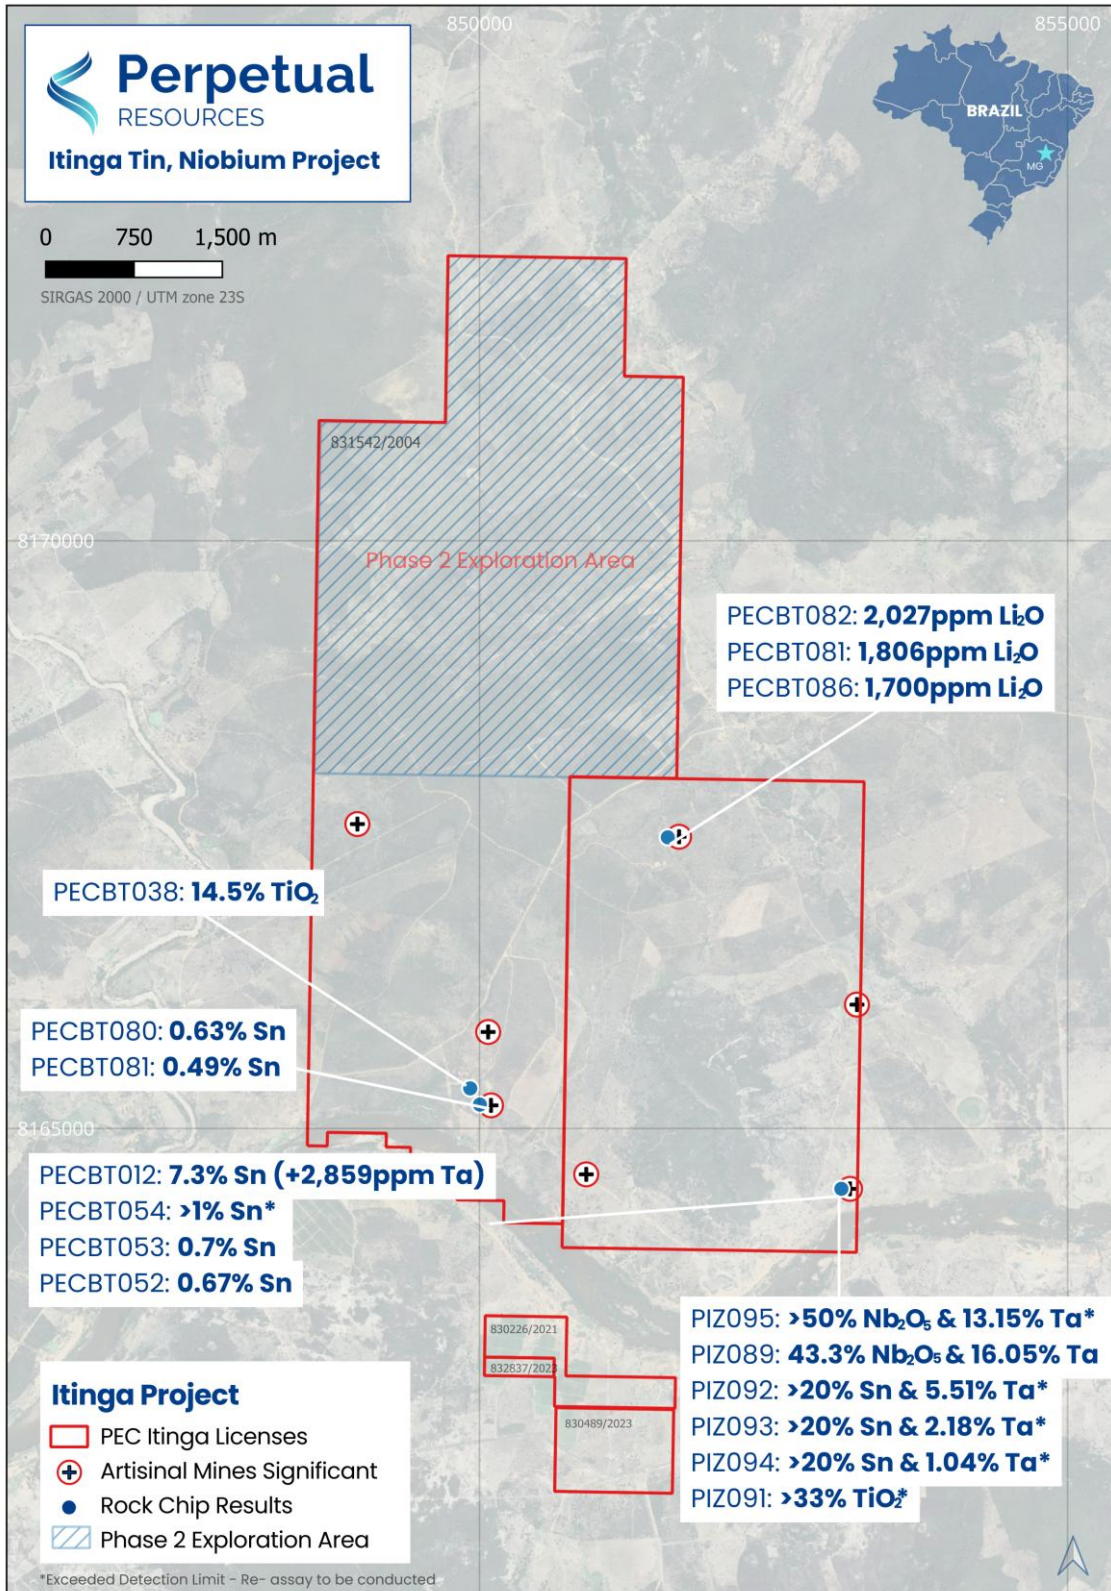 850000
855000
Perpetual
RESOURCES
Itinga Tin, Niobium Project
BRAZIL
MG
0 750 1,500 m
SIRGAS 2000 / UTM zone 23S
831542/2004
8170000
Phase 2 Exploration Area
PECBT082: 2,027ppm Li₂O
PECBT081: 1,806ppm Li₂O
PECBT086: 1,700ppm Li₂O
PECBT038: 14.5% TiO₂
PECBT080: 0.63% Sn
PECBT081: 0.49% Sn
8165000
PECBT012: 7.3% Sn (+2,859ppm Ta)
PECBT054: >1% Sn*
PECBT053: 0.7% Sn
PECBT052: 0.67% Sn
830226/2021
832837/2023
830489/2023
PIZ095: >50% Nb₂O₅ & 13.15% Ta*
PIZ089: 43.3% Nb₂O₅ & 16.05% Ta
PIZ092: >20% Sn & 5.51% Ta*
PIZ093: >20% Sn & 2.18% Ta*
PIZ094: >20% Sn & 1.04% Ta*
PIZ091: >33% TiO₂*
Itinga Project
PEC Itinga Licenses
Artisinal Mines Significant
Rock Chip Results
Phase 2 Exploration Area
*Exceeded Detection Limit - Re- assay to be conducted